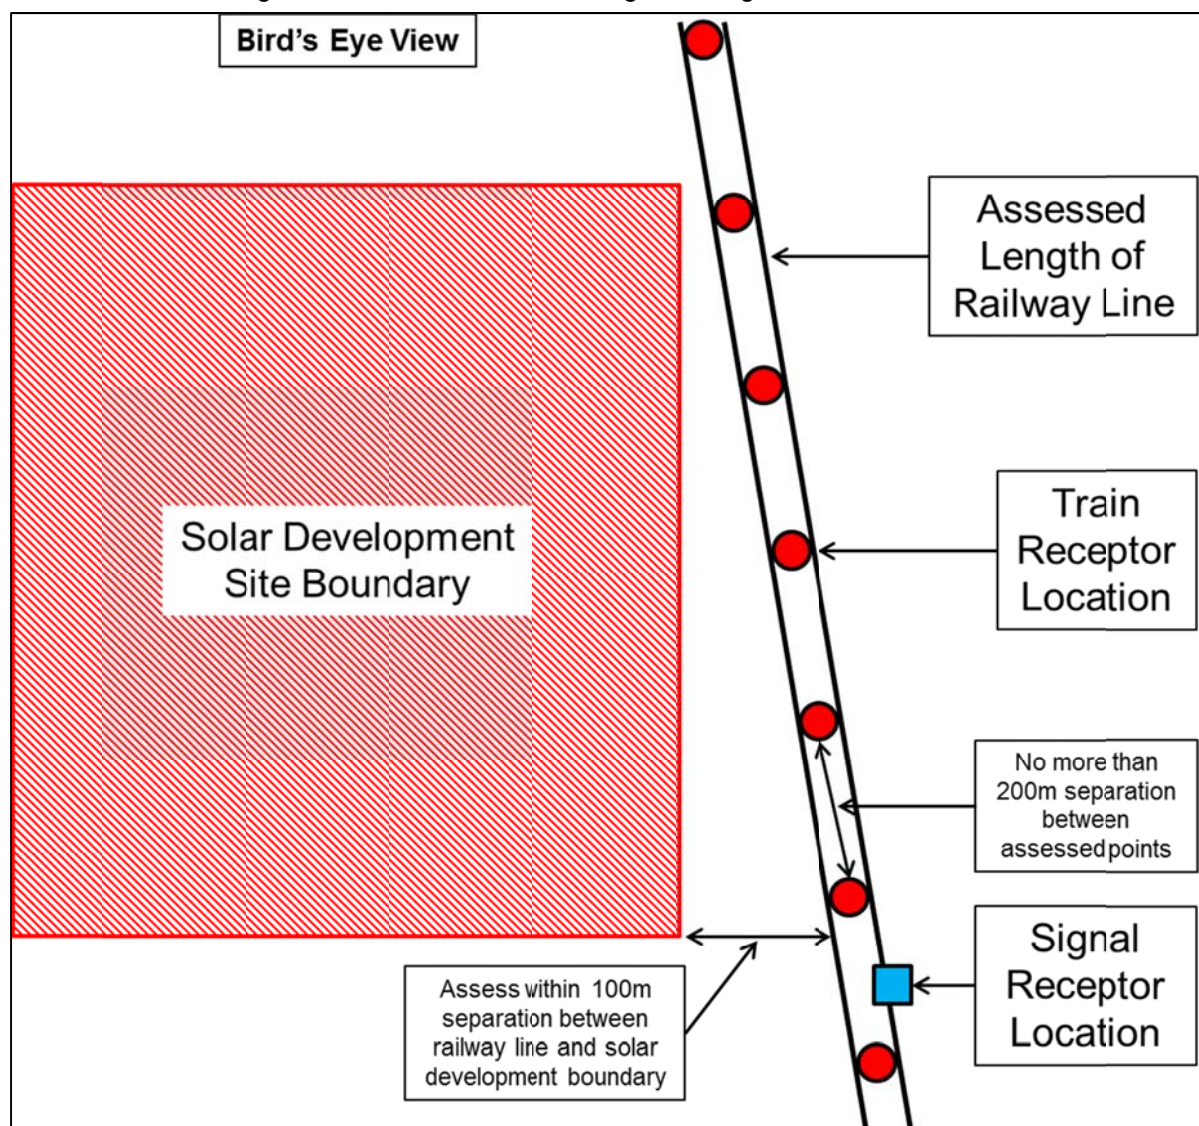 Bird's Eye View
Assessed
Length of
Railway Line
Solar Development
Site Boundary
Train
Receptor
Location
No more than
200m separation
between
assessed points
Assess within 100m
separation between
railway line and solar
development boundary
Signal
Receptor
Location